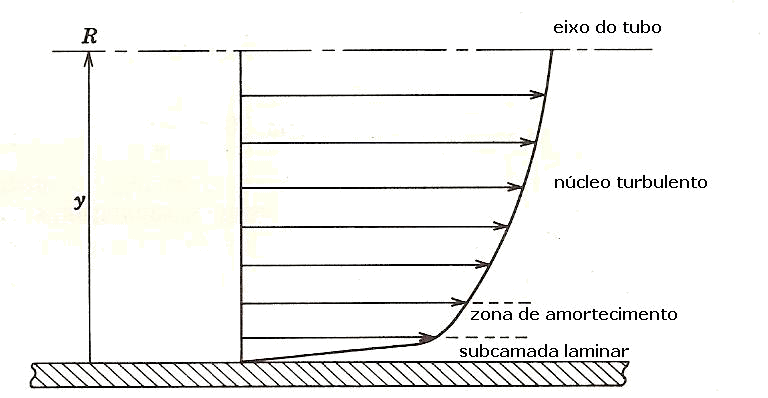 R
eixo do tubo
núcleo turbulento
y
zona de amortecimento
subcamada laminar